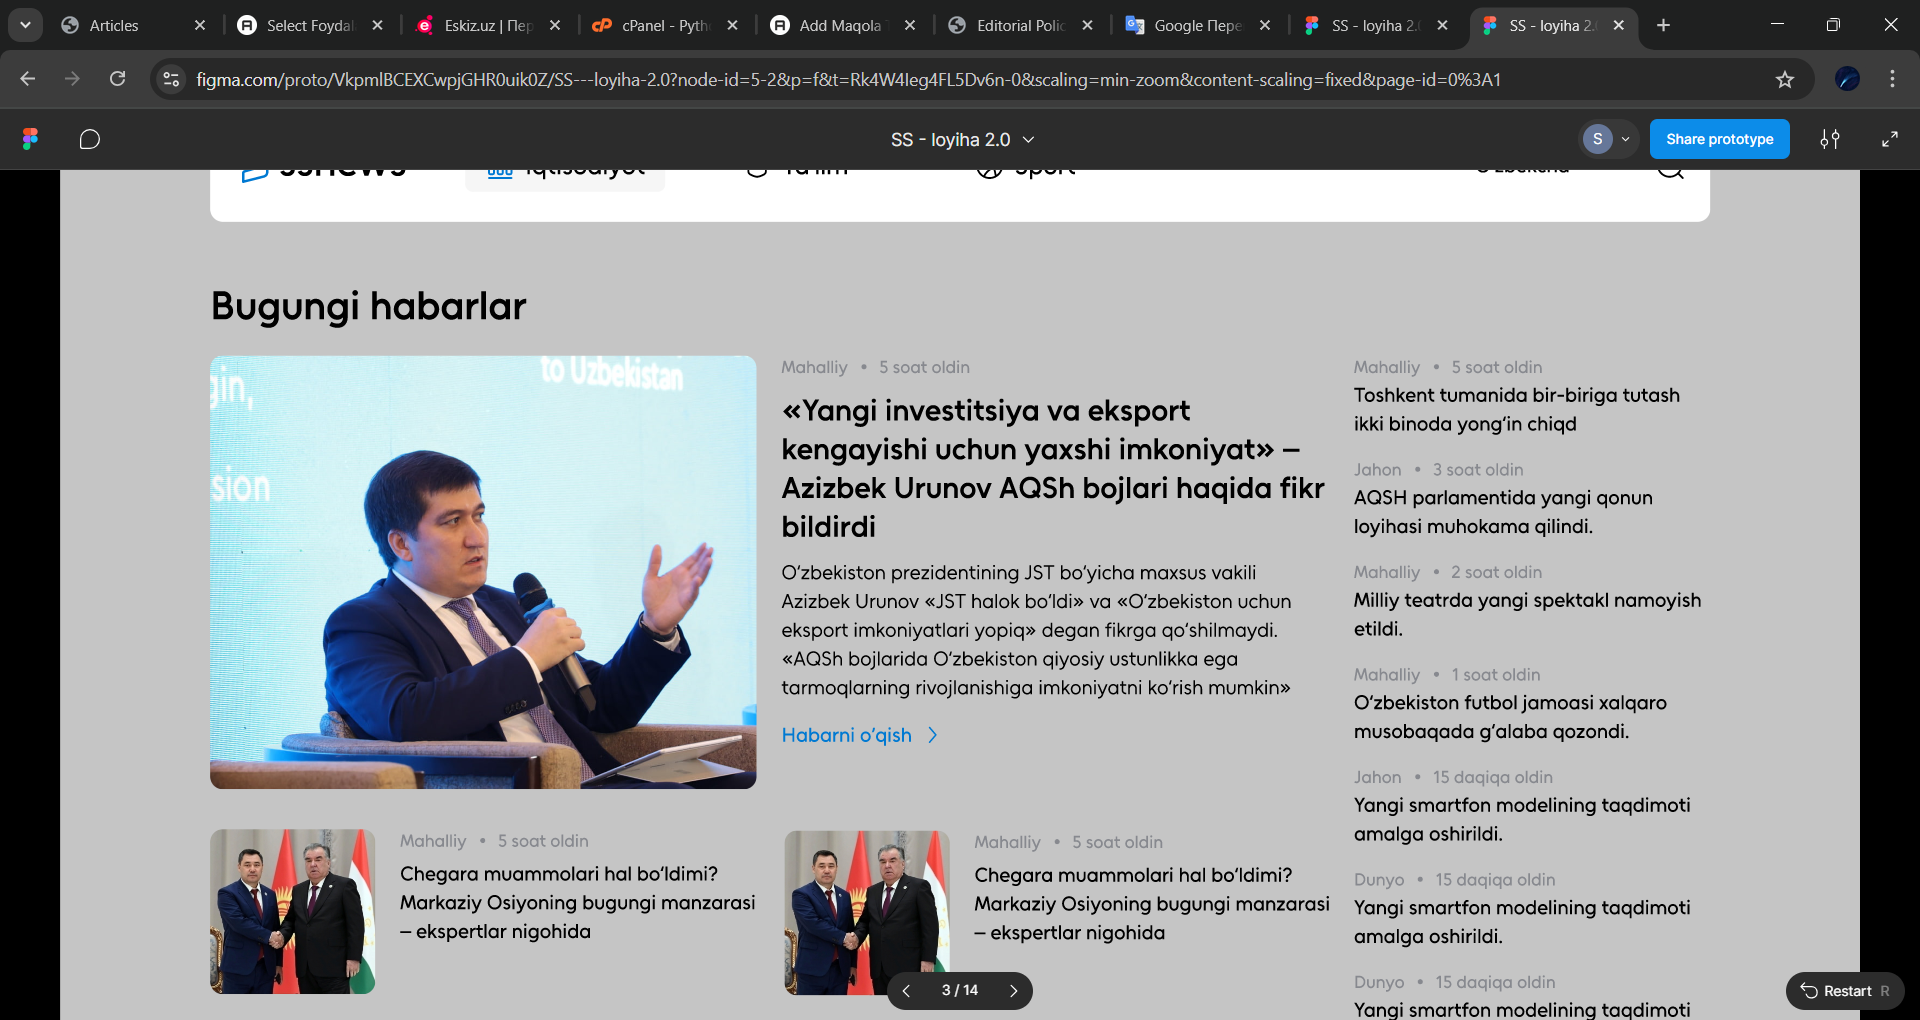 Articles
Select Foydal
Eskiz.uz | Пер
cPanel - Pyth
Add Maqola
Editorial Polic
Google Пере
SS - loyiha 2.0
SS - loyiha 2.0
figma.com/proto/VkpmlBCEXCwpjGHR0uik0Z/SS---loyiha-2.0?node-id=5-2&p=f&t=Rk4W4Ieg4FL5Dv6n-0&scaling=min-zoom&content-scaling=fixed&page-id=0%3A1
SS - loyiha 2.0
S
Share prototype
ssnews
Iqtisodiyot
Ta'lim
Sport
O'zbekcha
Bugungi habarlar
gin,
to Uzbekistan
sion
Mahalliy • 5 soat oldin
«Yangi investitsiya va eksport
kengayishi uchun yaxshi imkoniyat» –
Azizbek Urunov AQSh bojlari haqida fikr
bildirdi
O‘zbekiston prezidentining JST bo‘yicha maxsus vakili
Azizbek Urunov «JST halok bo‘ldi» va «O‘zbekiston uchun
eksport imkoniyatlari yopiq» degan fikrga qo‘shilmaydi.
«AQSh bojlarida O‘zbekiston qiyosiy ustunlikka ega
tarmoqlarning rivojlanishiga imkoniyatni ko‘rish mumkin»
Habarni o‘qish
Mahalliy • 5 soat oldin
Chegara muammolari hal bo‘ldimi?
Markaziy Osiyoning bugungi manzarasi
– ekspertlar nigohida
Mahalliy • 5 soat oldin
Chegara muammolari hal bo‘ldimi?
Markaziy Osiyoning bugungi manzarasi
– ekspertlar nigohida
Mahalliy • 5 soat oldin
Toshkent tumanida bir-biriga tutash
ikki binoda yong‘in chiqd
Jahon • 3 soat oldin
AQSH parlamentida yangi qonun
loyihasi muhokama qilindi.
Mahalliy • 2 soat oldin
Milliy teatrda yangi spektakl namoyish
etildi.
Mahalliy • 1 soat oldin
O‘zbekiston futbol jamoasi xalqaro
musobaqada g‘alaba qozondi.
Jahon • 15 daqiqa oldin
Yangi smartfon modelining taqdimoti
amalga oshirildi.
Dunyo • 15 daqiqa oldin
Yangi smartfon modelining taqdimoti
amalga oshirildi.
Dunyo • 15 daqiqa oldin
Yangi smartfon modelining taqdimoti
3 / 14
Restart R